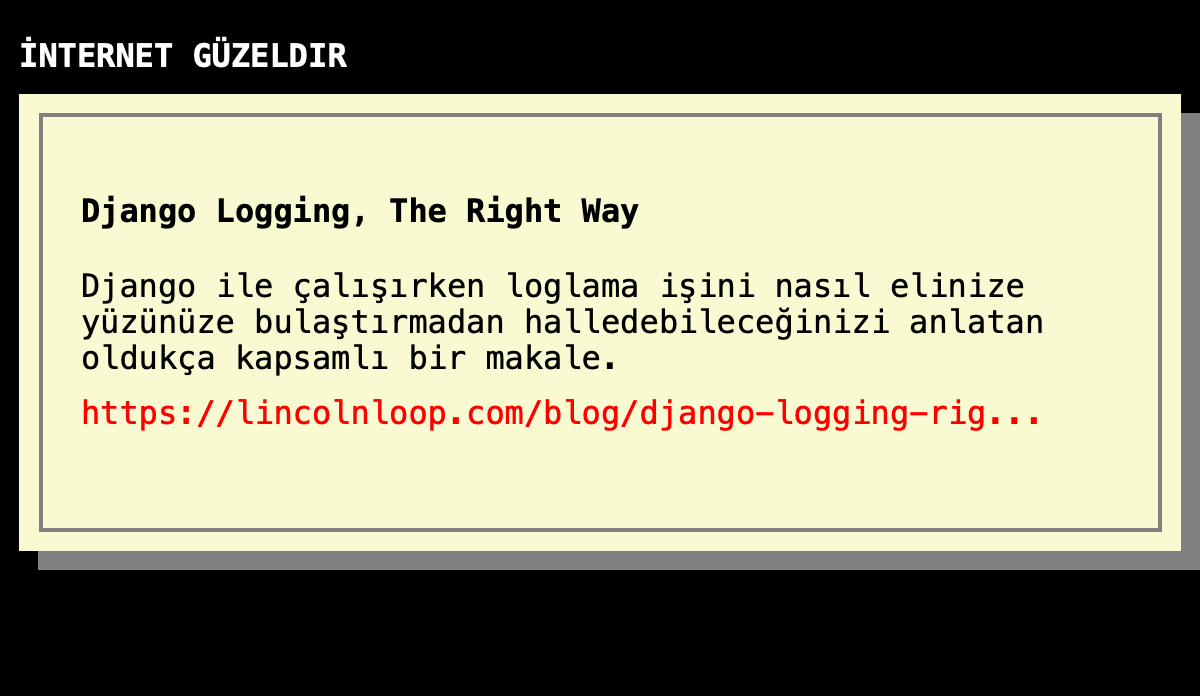 İNTERNET GÜZELDIR
Django Logging, The Right Way
Django ile çalışırken loglama işini nasıl elinize
yüzünüze bulaştırmadan halledebileceğinizi anlatan
oldukça kapsamlı bir makale.
https://lincolnloop.com/blog/django-logging-rig...